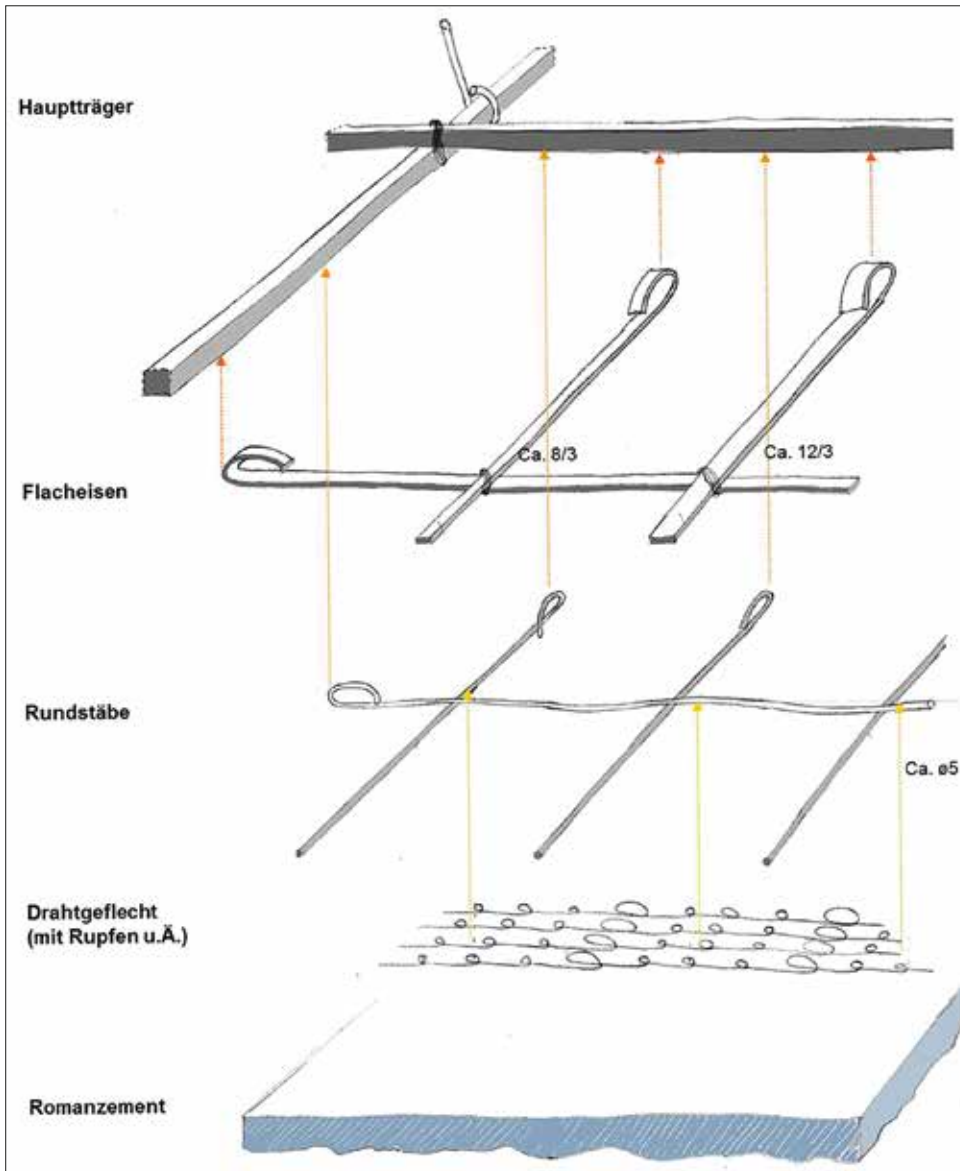 Hauptträger
Ca. 8/3
Ca. 12/3
Flacheisen
Rundstäbe
Ca. ø5
Drahtgeflecht
(mit Rupfen u.Ä.)
Romanzement